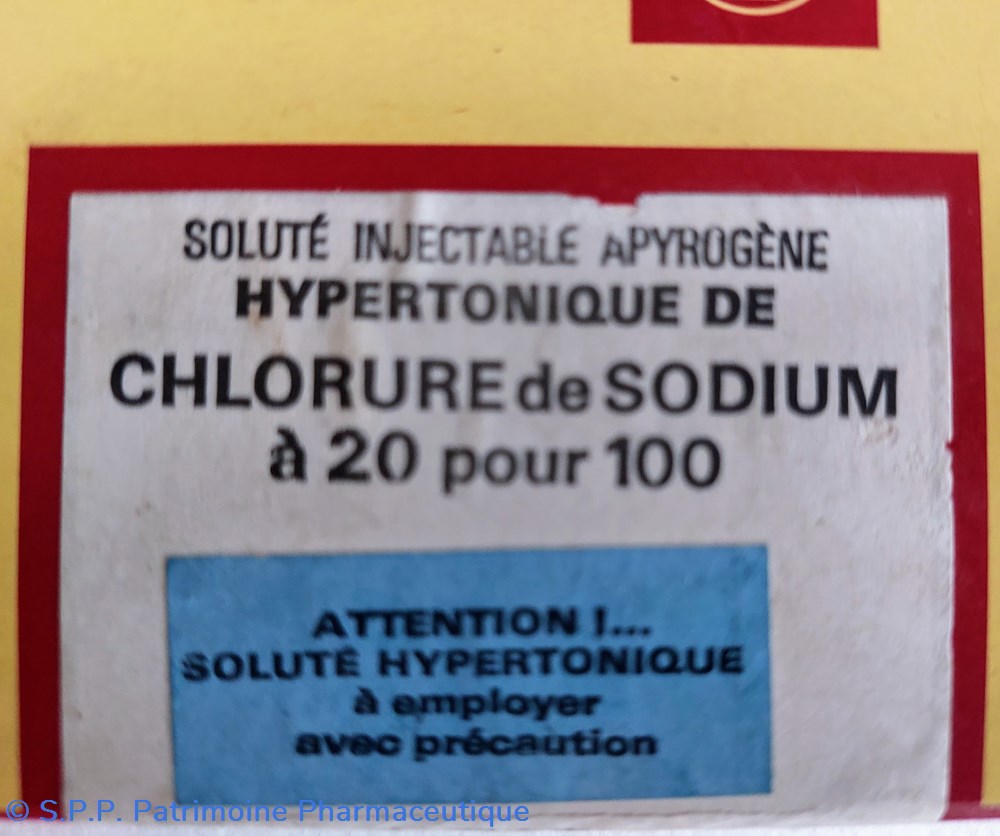 SOLUTÉ INJECTABLE APYROGÈNE
HYPERTONIQUE DE
CHLORURE de SODIUM
à 20 pour 100
ATTENTION !...
SOLUTÉ HYPERTONIQUE
à employer
avec précaution
© S.P.P. Patrimoine Pharmaceutique